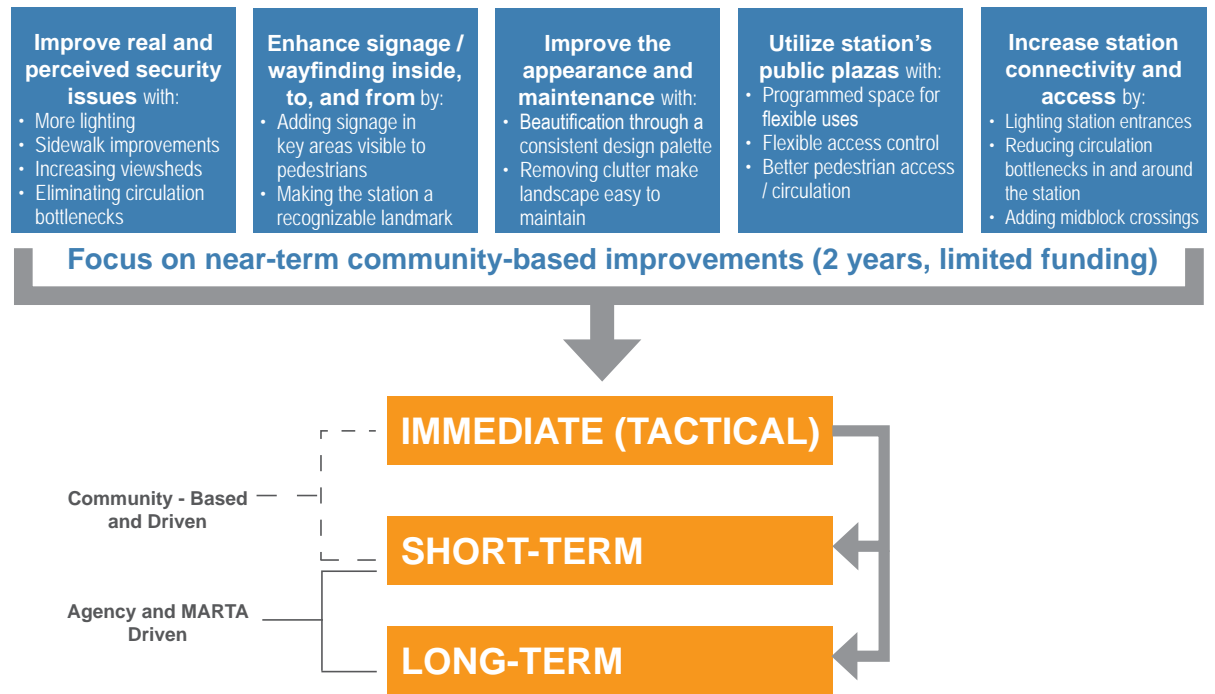 Improve real and
perceived security
issues with:
• More lighting
• Sidewalk improvements
• Increasing viewsheds
• Eliminating circulation
bottlenecks
Enhance signage /
wayfinding inside,
to, and from by:
• Adding signage in
key areas visible to
pedestrians
• Making the station a
recognizable landmark
Improve the
appearance and
maintenance with:
• Beautification through a
consistent design palette
• Removing clutter make
landscape easy to
maintain
Utilize station's
public plazas with:
• Programmed space for
flexible uses
• Flexible access control
• Better pedestrian access
/ circulation
Increase station
connectivity and
access by:
• Lighting station entrances
• Reducing circulation
bottlenecks in and around
the station
• Adding midblock crossings
Focus on near-term community-based improvements (2 years, limited funding)
IMMEDIATE (TACTICAL)
Community - Based
and Driven
SHORT-TERM
Agency and MARTA
Driven
LONG-TERM